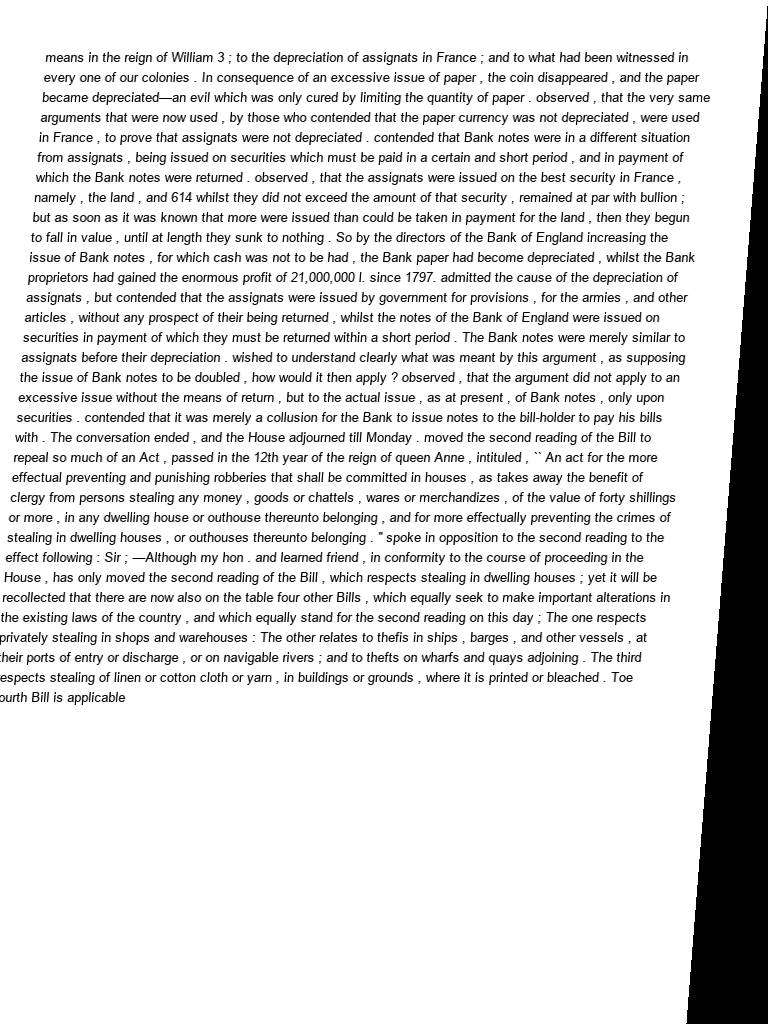 means in the reign of William 3 ; to the depreciation of assignats in France ; and to what had been witnessed in
every one of our colonies . In consequence of an excessive issue of paper , the coin disappeared , and the paper
became depreciated—an evil which was only cured by limiting the quantity of paper . observed , that the very same
arguments that were now used , by those who contended that the paper currency was not depreciated , were used
in France , to prove that assignats were not depreciated . contended that Bank notes were in a different situation
from assignats , being issued on securities which must be paid in a certain and short period , and in payment of
which the Bank notes were returned . observed , that the assignats were issued on the best security in France ,
namely , the land , and 614 whilst they did not exceed the amount of that security , remained at par with bullion ;
but as soon as it was known that more were issued than could be taken in payment for the land , then they begun
to fall in value , until at length they sunk to nothing . So by the directors of the Bank of England increasing the
issue of Bank notes , for which cash was not to be had , the Bank paper had become depreciated , whilst the Bank
proprietors had gained the enormous profit of 21,000,000 l. since 1797. admitted the cause of the depreciation of
assignats , but contended that the assignats were issued by government for provisions , for the armies , and other
articles , without any prospect of their being returned , whilst the notes of the Bank of England were issued on
securities in payment of which they must be returned within a short period . The Bank notes were merely similar to
assignats before their depreciation . wished to understand clearly what was meant by this argument , as supposing
the issue of Bank notes to be doubled , how would it then apply ? observed , that the argument did not apply to an
excessive issue without the means of return , but to the actual issue , as at present , of Bank notes , only upon
securities . contended that it was merely a collusion for the Bank to issue notes to the bill-holder to pay his bills
with . The conversation ended , and the House adjourned till Monday . moved the second reading of the Bill to
repeal so much of an Act , passed in the 12th year of the reign of queen Anne , intituled , `` An act for the more
effectual preventing and punishing robberies that shall be committed in houses , as takes away the benefit of
clergy from persons stealing any money , goods or chattels , wares or merchandizes , of the value of forty shillings
or more , in any dwelling house or outhouse thereunto belonging , and for more effectually preventing the crimes of
stealing in dwelling houses , or outhouses thereunto belonging . " spoke in opposition to the second reading to the
effect following : Sir ; —Although my hon . and learned friend , in conformity to the course of proceeding in the
House , has only moved the second reading of the Bill , which respects stealing in dwelling houses ; yet it will be
recollected that there are now also on the table four other Bills , which equally seek to make important alterations in
the existing laws of the country , and which equally stand for the second reading on this day ; The one respects
privately stealing in shops and warehouses : The other relates to thefis in ships , barges , and other vessels , at
their ports of entry or discharge , or on navigable rivers ; and to thefts on wharfs and quays adjoining . The third
respects stealing of linen or cotton cloth or yarn , in buildings or grounds , where it is printed or bleached . Toe
ourth Bill is applicable